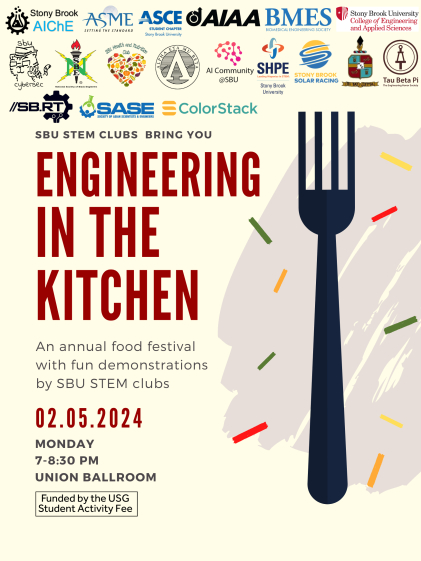 Stony Brook
AIChE
ASME
SETTING THE STANDARD
ASCE
STUDENT CHAPTER
Stony Brook University
AIAA
BMES
BIOMEDICAL ENGINEERING SOCIETY
Stony Brook University
College of Engineering
and Applied Sciences
sbu
cybersec
AI Community
@SBU
SHPE
Stony Brook
University
STONY BROOK
SOLAR RACING
Tau Beta Pi
The Engineering Honor Society
//SB.RT
SASE
SOCIETY OF ASIAN SCIENTISTS & ENGINEERS
ColorStack
SBU STEM CLUBS BRING YOU
ENGINEERING
IN THE
KITCHEN
An annual food festival
with fun demonstrations
by SBU STEM clubs
02.05.2024
MONDAY
7-8:30 PM
UNION BALLROOM
Funded by the USG
Student Activity Fee